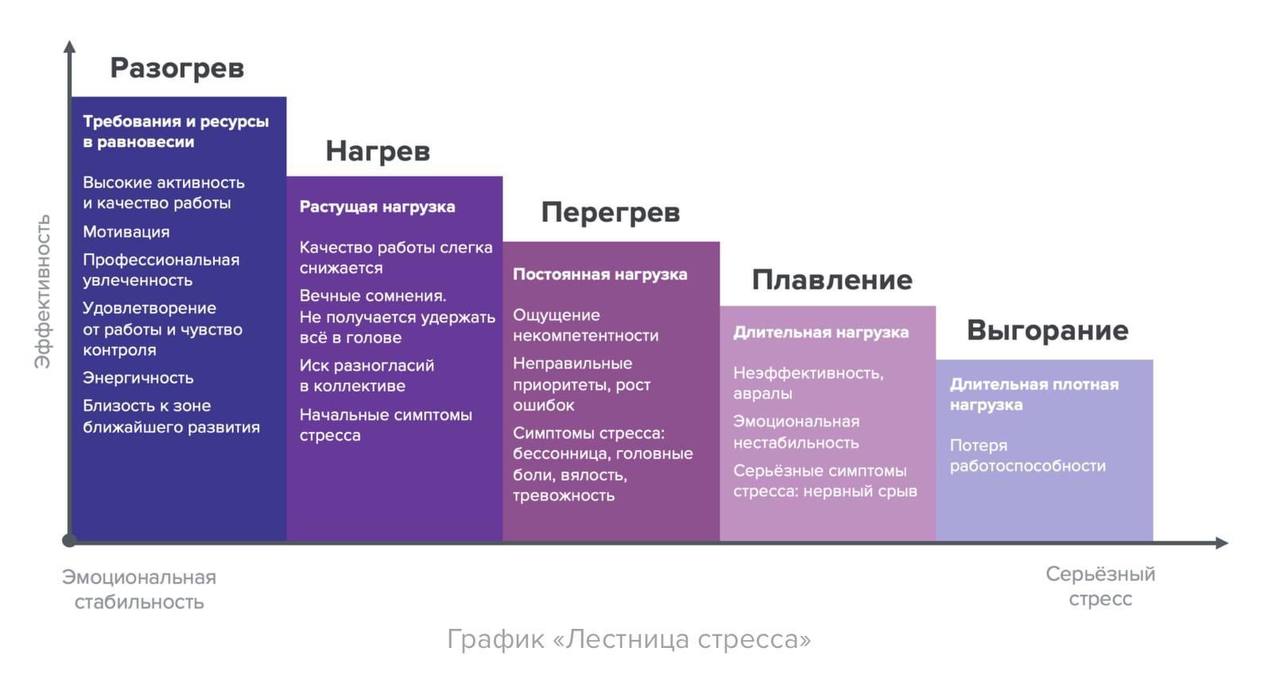 Разогрев
Требования и ресурсы
в равновесии
Высокие активность
и качество работы
Мотивация
Профессиональная
увлеченность
Удовлетворение
от работы и чувство
контроля
Энергичность
Близость к зоне
ближайшего развития
Нагрев
Растущая нагрузка
Качество работы слегка
снижается
Вечные сомнения.
Не получается удержать
всё в голове
Иск разногласий
в коллективе
Начальные симптомы
стресса
Перегрев
Постоянная нагрузка
Ощущение
некомпетентности
Неправильные
приоритеты, рост
ошибок
Симптомы стресса:
бессонница, головные
боли, вялость,
тревожность
Плавление
Длительная нагрузка
Неэффективность,
авралы
Эмоциональная
нестабильность
Серьёзные симптомы
стресса: нервный срыв
Выгорание
Длительная плотная
нагрузка
Потеря
работоспособности
Эффективность
Эмоциональная
стабильность
Серьёзный
стресс
График «Лестница стресса»